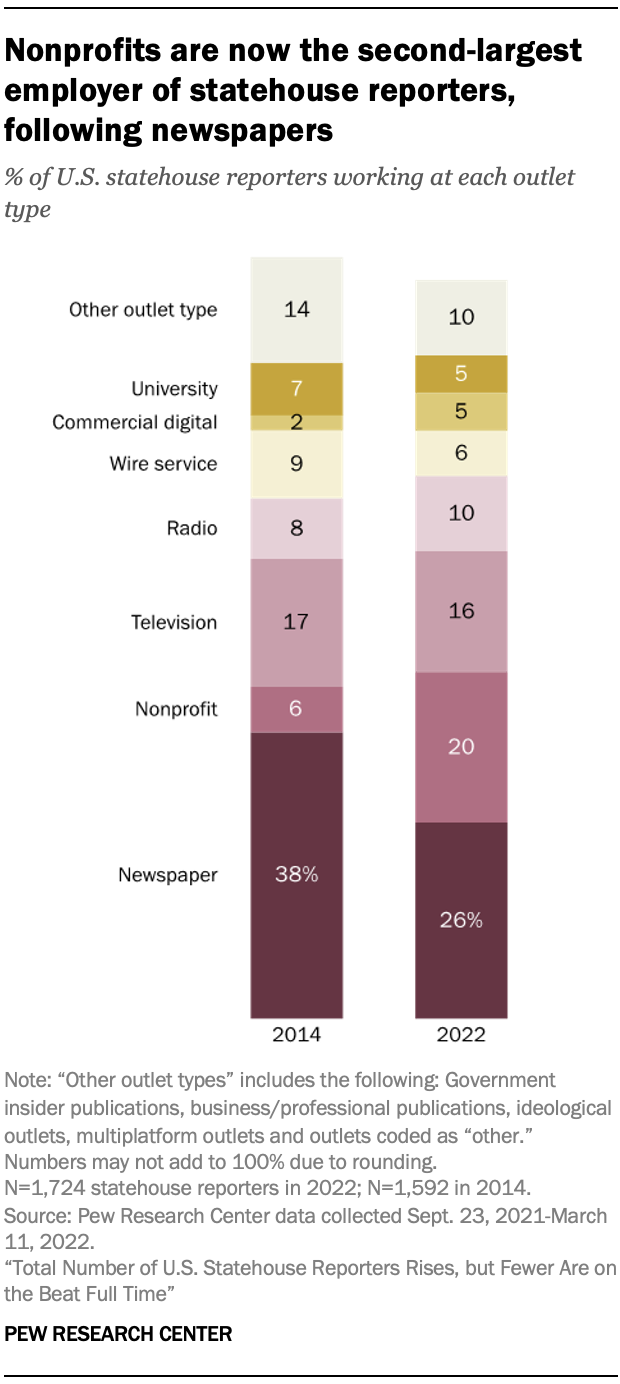 Nonprofits are now the second-largest
employer of statehouse reporters,
following newspapers
% of U.S. statehouse reporters working at each outlet
type
Other outlet type 14 10
University 7 5
Commercial digital 2 5
Wire service 9 6
Radio 8 10
Television 17 16
Nonprofit 6 20
Newspaper 38% 26%
2014 2022
Note: “Other outlet types” includes the following: Government
insider publications, business/professional publications, ideological
outlets, multiplatform outlets and outlets coded as “other.”
Numbers may not add to 100% due to rounding.
N=1,724 statehouse reporters in 2022; N=1,592 in 2014.
Source: Pew Research Center data collected Sept. 23, 2021-March
11, 2022.
“Total Number of U.S. Statehouse Reporters Rises, but Fewer Are on
the Beat Full Time”
PEW RESEARCH CENTER